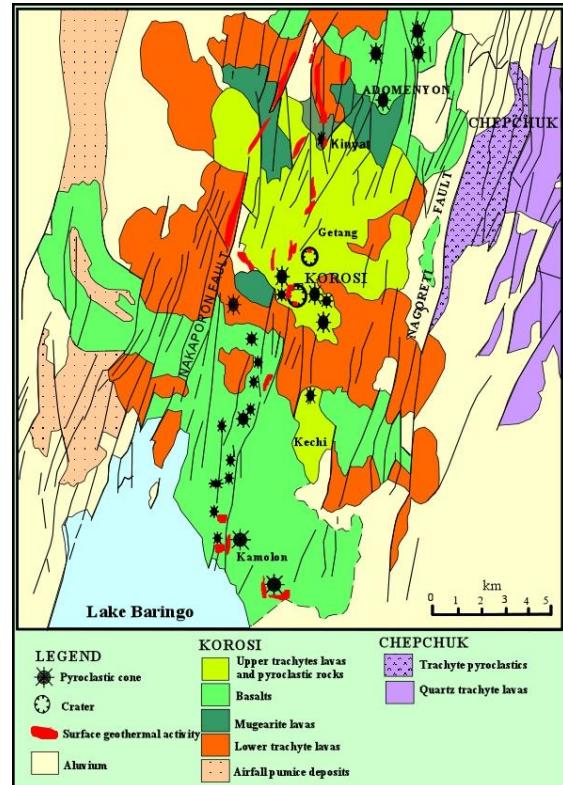 ADOMENYON
CHEPCHUK
Kinyat
Getang
KOROSI
NAKAPORON FAULT
NAGORETI FAULT
Kechi
Kamolon
Lake Baringo
km
0 1 2 3 4 5
LEGEND
Pyroclastic cone
Crater
Surface geothermal activity
Aluvium
KOROSI
Upper trachytes lavas
and pyroclastic rocks
Basalts
Mugearite lavas
Lower trachyte lavas
Airfall pumice deposits
CHEPCHUK
Trachyte pyroclastics
Quartz trachyte lavas